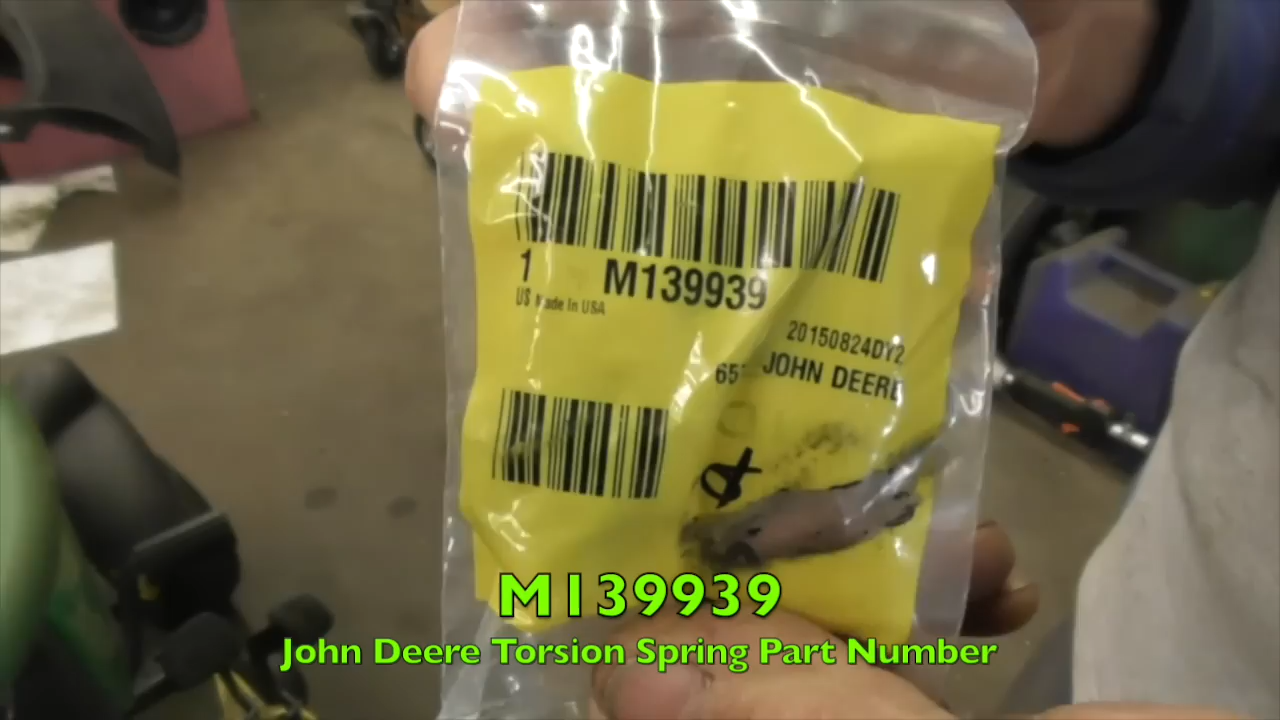 1 M139939
US Made In USA
20150824DY2
JOHN DEERE
M139939
John Deere Torsion Spring Part Number